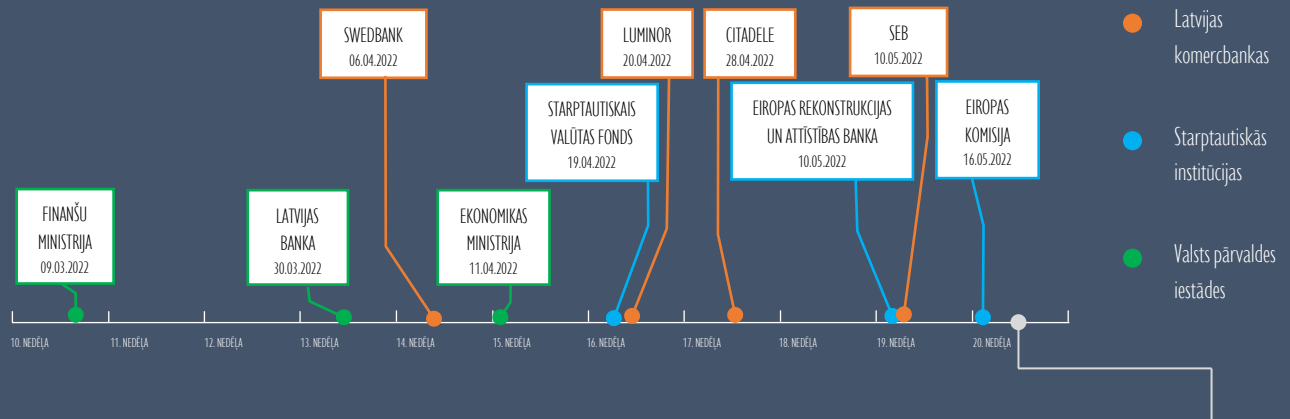 SWEDBANK
06.04.2022
LUMINOR
20.04.2022
CITADELE
28.04.2022
SEB
10.05.2022
STARPTAUTISKAIS
VALŪTAS FONDS
19.04.2022
EIROPAS REKONSTRUKCIJAS
UN ATTĪSTĪBAS BANKA
10.05.2022
EIROPAS
KOMISIJA
16.05.2022
FINANŠU
MINISTRIJA
09.03.2022
LATVIJAS
BANKA
30.03.2022
EKONOMIKAS
MINISTRIJA
11.04.2022
10. NEDĒĻA
11. NEDĒĻA
12. NEDĒĻA
13. NEDĒĻA
14. NEDĒĻA
15. NEDĒĻA
16. NEDĒĻA
17. NEDĒĻA
18. NEDĒĻA
19. NEDĒĻA
20. NEDĒĻA
Latvijas
komercbankas
Starptautiskās
institūcijas
Valsts pārvaldes
iestādes